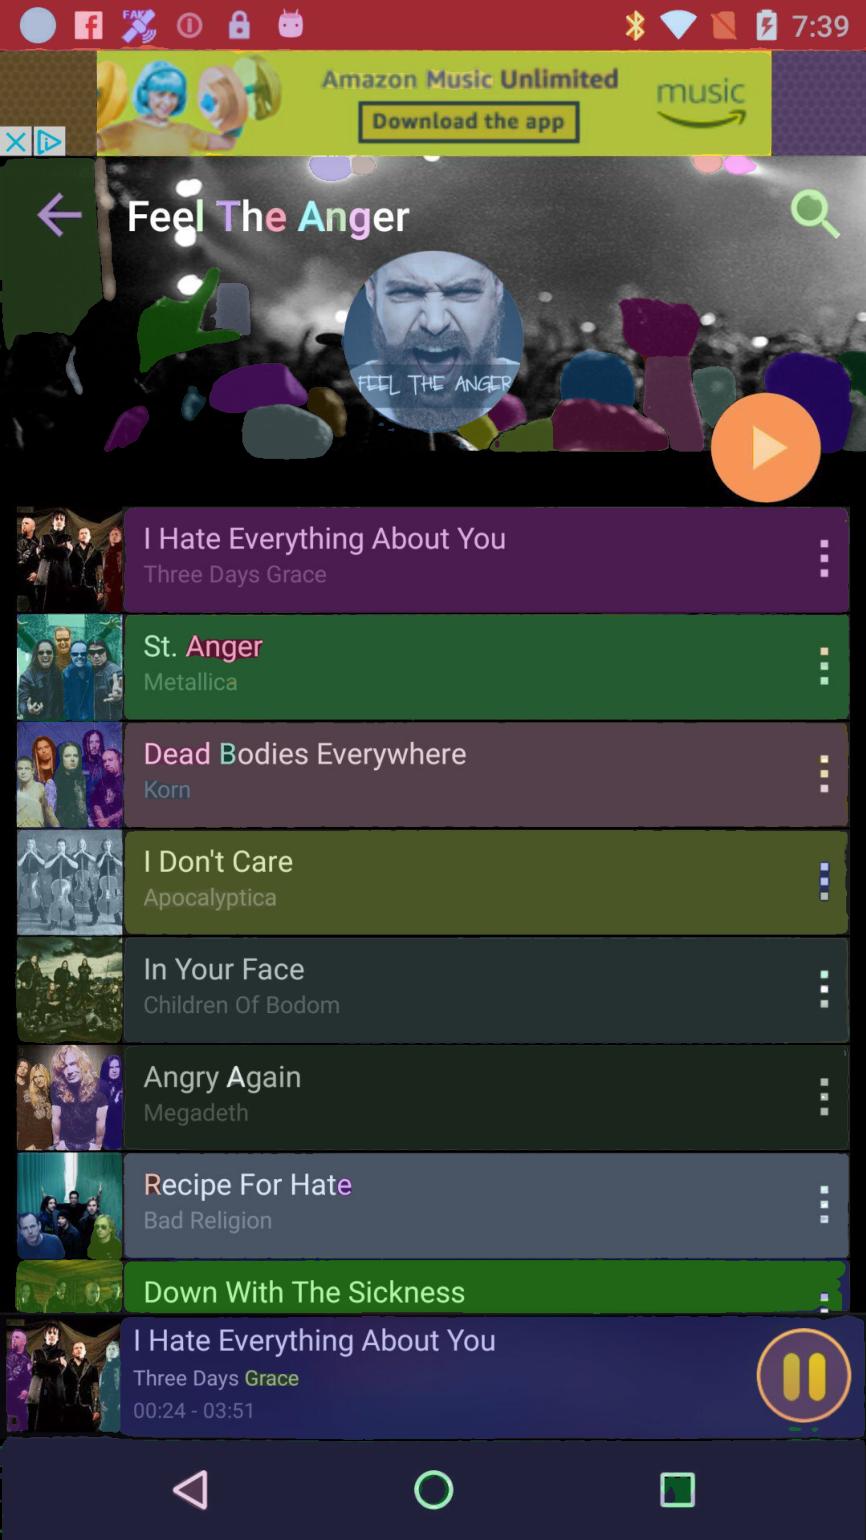 FAKE
7:39
Amazon Music Unlimited
Download the app
music
Feel The Anger
FEEL THE ANGER
I Hate Everything About You
Three Days Grace
St. Anger
Metallica
Dead Bodies Everywhere
Korn
I Don't Care
Apocalyptica
In Your Face
Children Of Bodom
Angry Again
Megadeth
Recipe For Hate
Bad Religion
Down With The Sickness
I Hate Everything About You
Three Days Grace
00:24 - 03:51